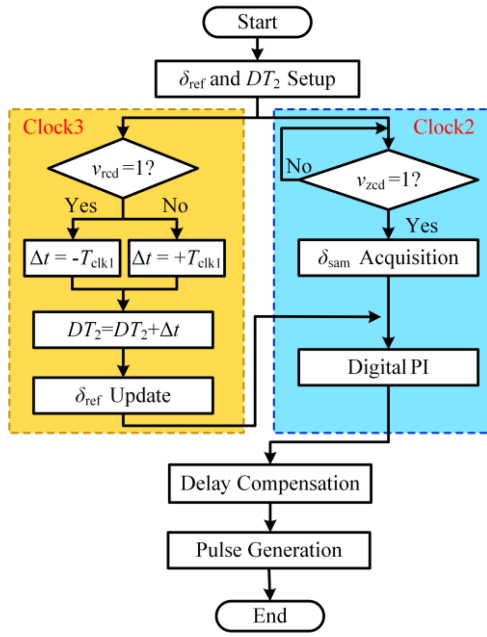 Start
δref and DT2 Setup
Clock3
Clock2
vrcd=1?
No
vzcd=1?
Yes
No
Yes
Δt = -Tclk1
Δt = +Tclk1
δsam Acquisition
DT2=DT2+Δt
δref Update
Digital PI
Delay Compensation
Pulse Generation
End